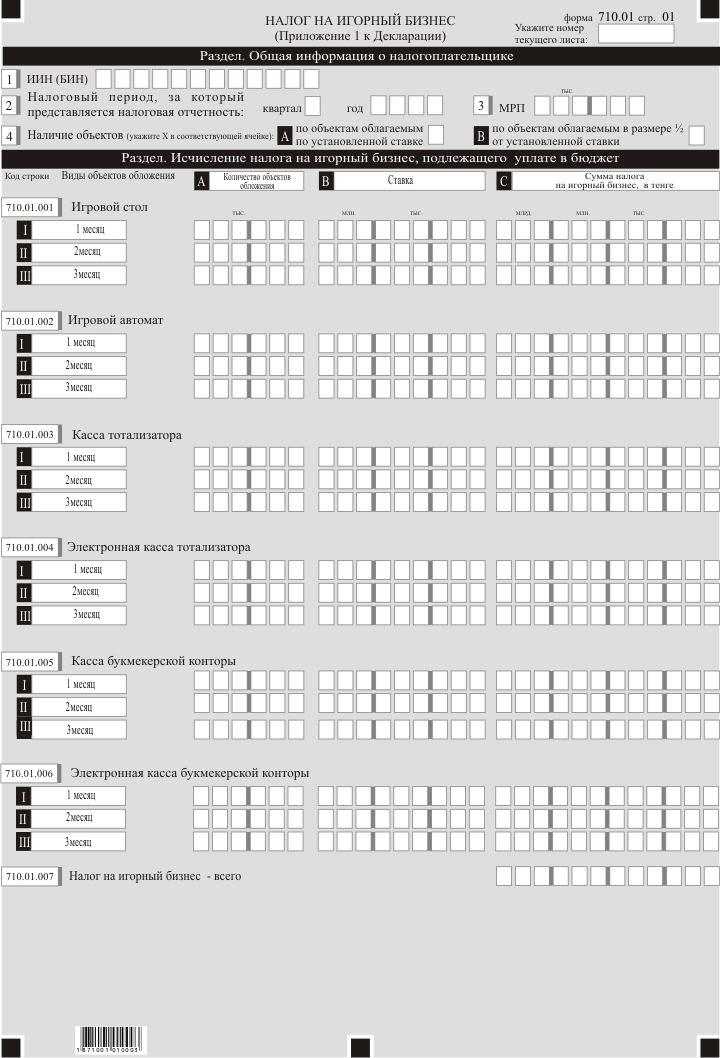 НАЛОГ НА ИГОРНЫЙ БИЗНЕС
(Приложение 1 к Декларации)
форма 710.01 стр. 01
Укажите номер
текущего листа:
Раздел. Общая информация о налогоплательщике
1 ИИН (БИН)
2 Налоговый период, за который
представляется налоговая отчетность:
квартал год
3 МРП
тыс.
4 Наличие объектов (укажите Х в соответствующей ячейке):
A по объектам облагаемым
по установленной ставке
B по объектам облагаемым в размере ½
от установленной ставки
Раздел. Исчисление налога на игорный бизнес, подлежащего уплате в бюджет
Код строки Виды объектов обложения
A Количество объектов
обложения
B Ставка
C Сумма налога
на игорный бизнес, в тенге
710.01.001 Игровой стол
тыс. млн. тыс. млрд. млн. тыс.
I 1 месяц
II 2месяц
III 3месяц
710.01.002 Игровой автомат
I 1 месяц
II 2месяц
III 3месяц
710.01.003 Касса тотализатора
I 1 месяц
II 2месяц
III 3месяц
710.01.004 Электронная касса тотализатора
I 1 месяц
II 2месяц
III 3месяц
710.01.005 Касса букмекерской конторы
I 1 месяц
II 2месяц
III 3месяц
710.01.006 Электронная касса букмекерской конторы
I 1 месяц
II 2месяц
III 3месяц
710.01.007 Налог на игорный бизнес - всего
1671001010003